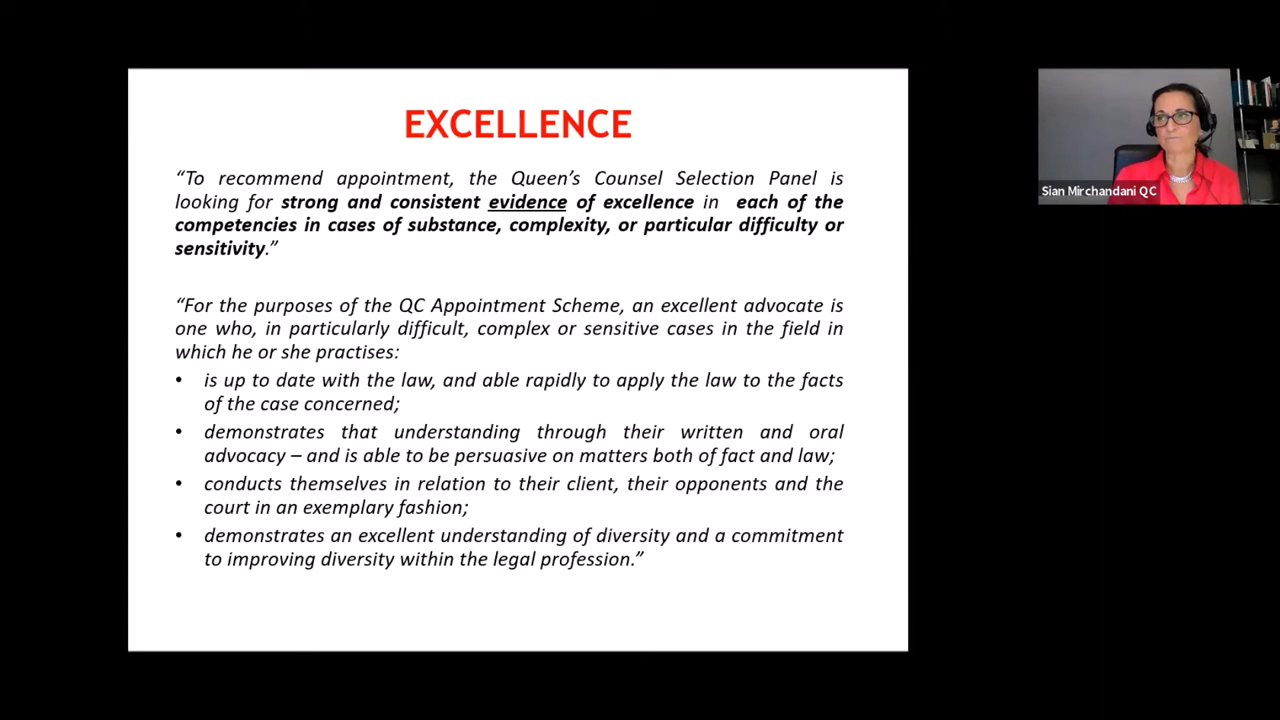 EXCELLENCE
“To recommend appointment, the Queen’s Counsel Selection Panel is
looking for strong and consistent evidence of excellence in each of the
competencies in cases of substance, complexity, or particular difficulty or
sensitivity.”
“For the purposes of the QC Appointment Scheme, an excellent advocate is
one who, in particularly difficult, complex or sensitive cases in the field in
which he or she practises:
• is up to date with the law, and able rapidly to apply the law to the facts
of the case concerned;
• demonstrates that understanding through their written and oral
advocacy – and is able to be persuasive on matters both of fact and law;
• conducts themselves in relation to their client, their opponents and the
court in an exemplary fashion;
• demonstrates an excellent understanding of diversity and a commitment
to improving diversity within the legal profession.”
Sian Mirchandani QC